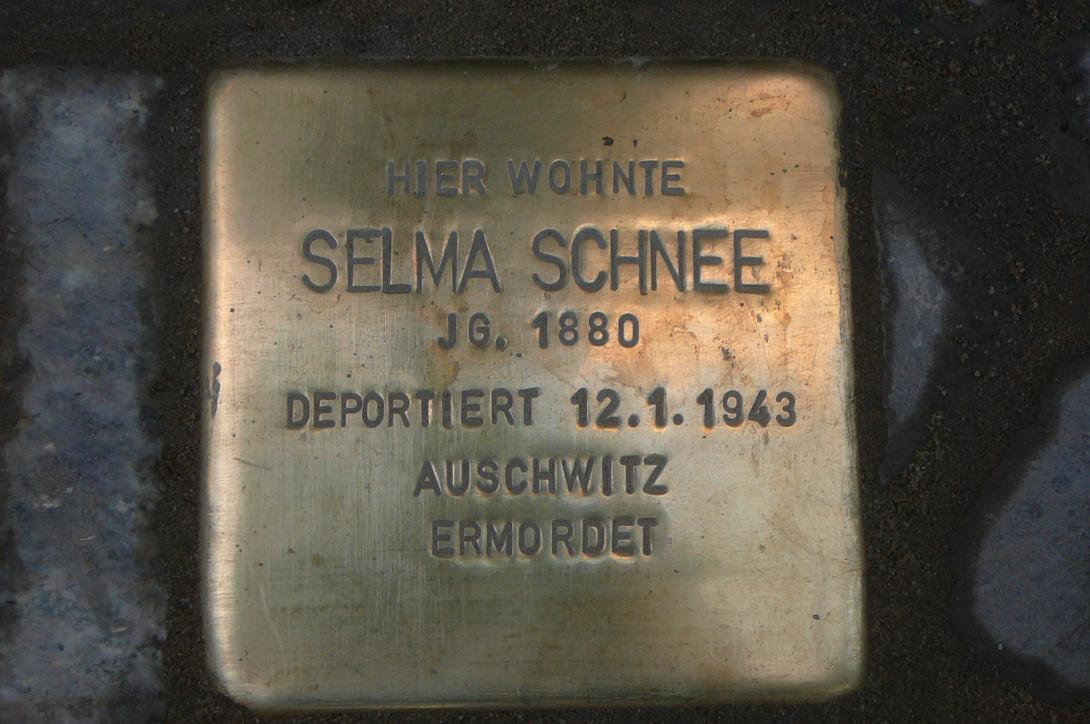 HIER WOHNTE
SELMA SCHNEE
JG. 1880
DEPORTIERT 12.1.1943
AUSCHWITZ
ERMORDET